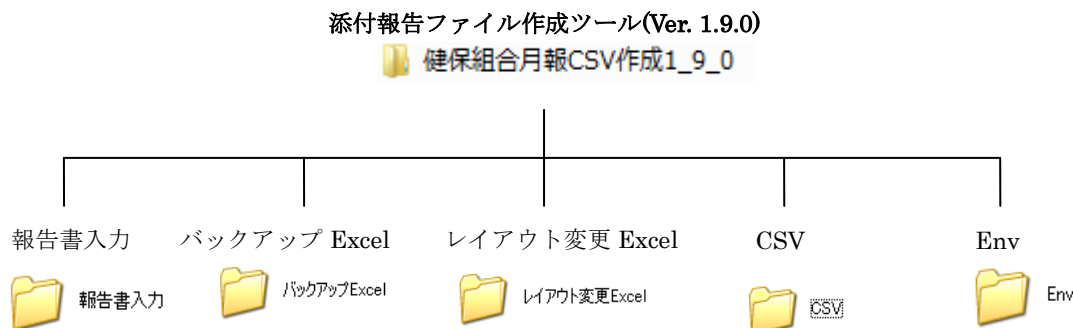 添付報告ファイル作成ツール(Ver. 1.9.0)
健保組合月報CSV作成1_9_0
報告書入力 バックアップ Excel レイアウト変更 Excel CSV Env
報告書入力 バックアップExcel レイアウト変更Excel CSV Env